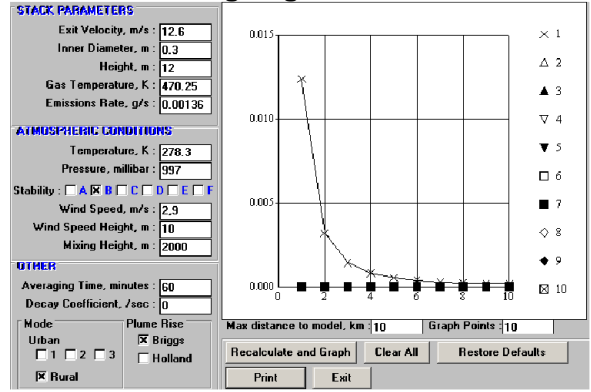 STACK PARAMETERS
Exit Velocity, m/s : 12.6
Inner Diameter, m : 0.3
Height, m : 12
Gas Temperature, K : 470.25
Emissions Rate, g/s : 0.00136
ATMOSPHERIC CONDITIONS
Temperature, K : 278.3
Pressure, millibar : 997
Stability : A B C D E F
Wind Speed, m/s : 2,9
Wind Speed Height, m : 10
Mixing Height, m : 2000
OTHER
Averaging Time, minutes : 60
Decay Coefficient, /sec : 0
Mode
Urban
1 2 3
Rural
Plume Rise
Briggs
Holland
0.015
0.010
0.005
0.000
0 2 4 6 8 10
1
2
3
4
5
6
7
8
9
10
Max distance to model, km : 10 Graph Points : 10
Recalculate and Graph Clear All Restore Defaults
Print Exit